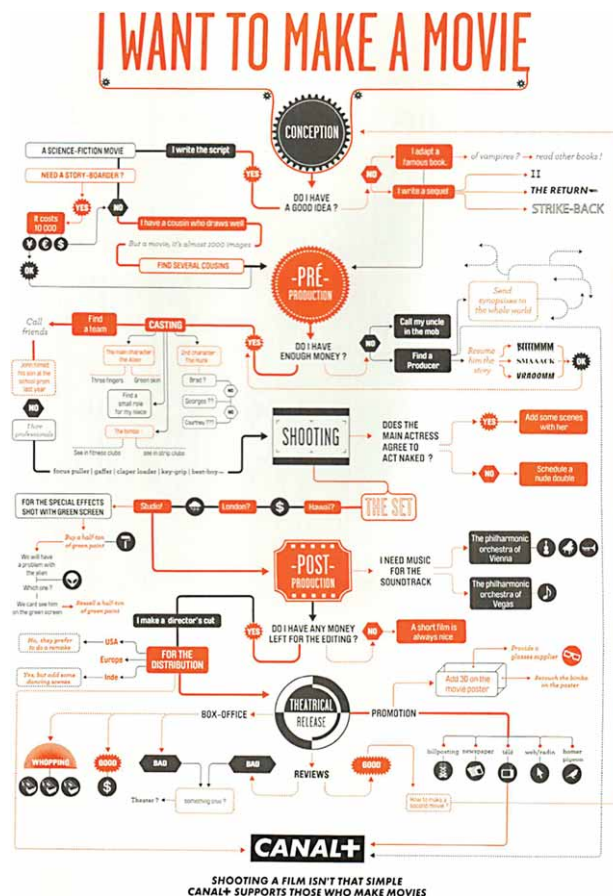 I WANT TO MAKE A MOVIE
CONCEPTION
A SCIENCE-FICTION MOVIE
I write the script
NEED A STORY-BOARDER ?
YES
DO I HAVE
A GOOD IDEA ?
NO
I adapt a
famous book.
of vampires ?
read other books !
I write a sequel
II
THE RETURN
STRIKE-BACK
YES
NO
It costs
10 000
¥ € $
OK
I have a cousin who draws well
But a movie, it's almost 2000 images
FIND SEVERAL COUSINS
-PRÉ-
PRODUCTION
Send
synopsises to
the whole world
Call
friends
Find
a team
CASTING
YES
DO I HAVE
ENOUGH MONEY ?
NO
Call my uncle
in the mob
Find a
Producer
Resume
him the
story
SMAAACK
VRROOMM
OK
The main character
the Alien
2nd character
The hunk
Three fingers
Green skin
Find a
small role
for my niece
Brad ?
NO
Georges ??
NO
John filmed
his son at the
school prom
last year
NO
Hire
professionals
The bimbo
See in fitness clubs
see in strip clubs
focus puller | gaffer | claper loader | key-grip | best-boy
SHOOTING
DOES THE
MAIN ACTRESS
AGREE TO
ACT NAKED ?
YES
Add some scenes
with her
NO
Schedule a
nude double
FOR THE SPECIAL EFFECTS
SHOT WITH GREEN SCREEN
Studio!
London?
$
Hawaii?
THE SET
Buy a half ton
of green paint
We will have
a problem with
the alien
Which one ?
We cant see him
on the green screen
Resell a half ton
of green paint
-POST-
PRODUCTION
I NEED MUSIC
FOR THE
SOUNDTRACK
The philharmonic
orchestra of
Vienna
The philharmonic
orchestra of
Vegas
I make a director's cut
YES
DO I HAVE ANY MONEY
LEFT FOR THE EDITING ?
NO
A short film is
always nice
No, they prefer
to do a remake
USA
Europe
Inde
FOR THE
DISTRIBUTION
Yes, but add some
dancing scenes
Provide a
glasses supplier
Add 3D on the
movie poster
Retouch the boobs
on the poster
THEATRICAL
RELEASE
BOX-OFFICE
PROMOTION
WHOPPING
GOOD
$
BAD
BAD
REVIEWS
GOOD
billposting
newspaper
télé
web/radio
homer
pigeon
Theater ?
something else ?
How to make a
second movie ?
CANAL+
SHOOTING A FILM ISN'T THAT SIMPLE
CANAL+ SUPPORTS THOSE WHO MAKE MOVIES